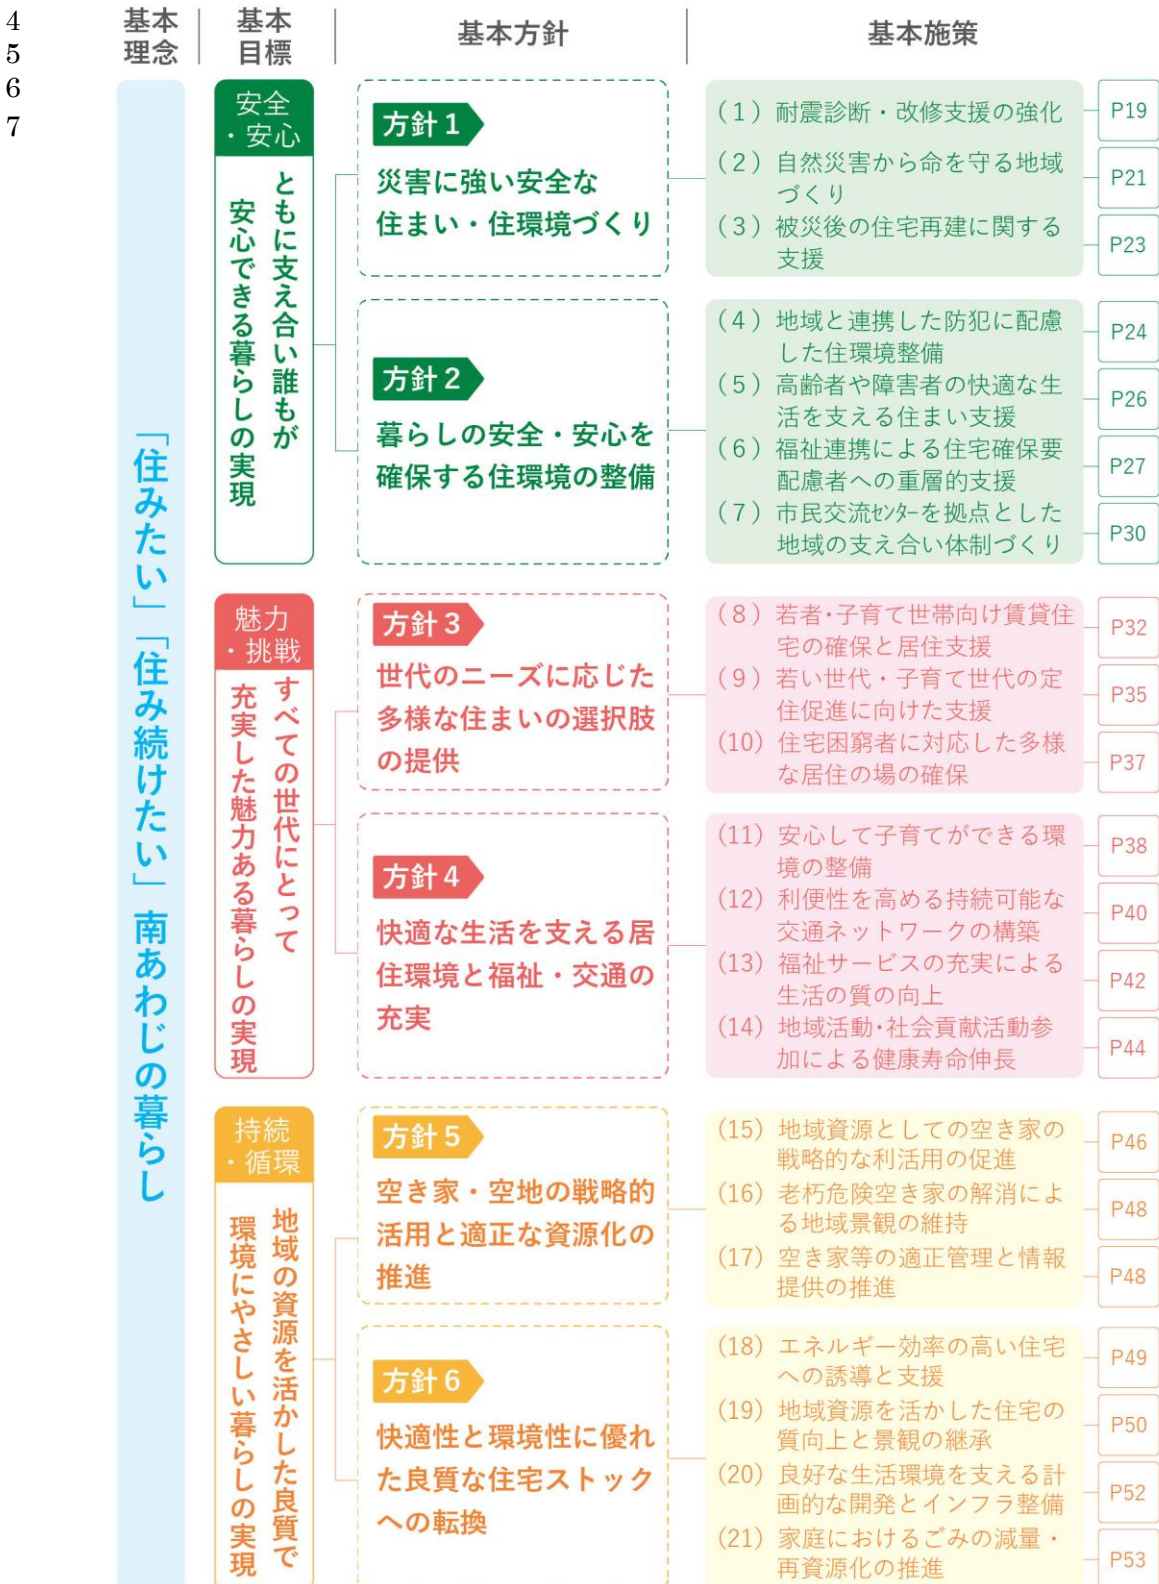 4
5
6
7
基本
理念
基本
目標
基本方針
基本施策
「住みたい」「住み続けたい」南あわじの暮らし
安全
・安心
ともに支え合い誰もが
安心できる暮らしの実現
方針1
災害に強い安全な
住まい・住環境づくり
(1)耐震診断・改修支援の強化
P19
(2)自然災害から命を守る地域
づくり
P21
(3)被災後の住宅再建に関する
支援
P23
方針2
暮らしの安全・安心を
確保する住環境の整備
(4)地域と連携した防犯に配慮
した住環境整備
P24
(5)高齢者や障害者の快適な生
活を支える住まい支援
P26
(6)福祉連携による住宅確保要
配慮者への重層的支援
P27
(7)市民交流センターを拠点とした
地域の支え合い体制づくり
P30
魅力
・挑戦
すべての世代にとって
充実した魅力ある暮らしの実現
方針3
世代のニーズに応じた
多様な住まいの選択肢
の提供
(8)若者・子育て世帯向け賃貸住
宅の確保と居住支援
P32
(9)若い世代・子育て世代の定
住促進に向けた支援
P35
(10)住宅困窮者に対応した多様
な居住の場の確保
P37
方針4
快適な生活を支える居
住環境と福祉・交通の
充実
(11)安心して子育てができる環
境の整備
P38
(12)利便性を高める持続可能な
交通ネットワークの構築
P40
(13)福祉サービスの充実による
生活の質の向上
P42
(14)地域活動・社会貢献活動参
加による健康寿命伸長
P44
持続
・循環
地域の資源を活かした良質で
環境にやさしい暮らしの実現
方針5
空き家・空地の戦略的
活用と適正な資源化の
推進
(15)地域資源としての空き家の
戦略的な利活用の促進
P46
(16)老朽危険空き家の解消によ
る地域景観の維持
P48
(17)空き家等の適正管理と情報
提供の推進
P48
方針6
快適性と環境性に優れ
た良質な住宅ストック
への転換
(18)エネルギー効率の高い住宅
への誘導と支援
P49
(19)地域資源を活かした住宅の
質向上と景観の継承
P50
(20)良好な生活環境を支える計
画的な開発とインフラ整備
P52
(21)家庭におけるごみの減量・
再資源化の推進
P53